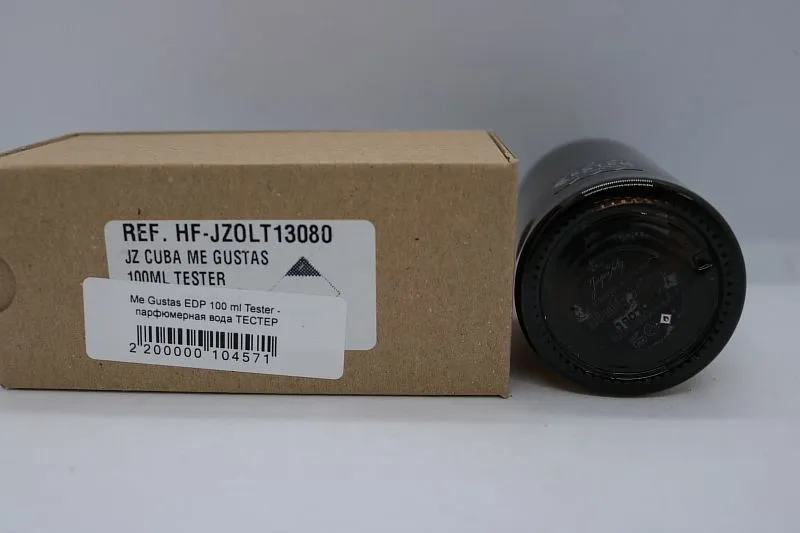 REF. HF-JZOLT13080
JZ CUBA ME GUSTAS
100ML TESTER
Me Gustas EDP 100 ml Tester -
парфюмерная вода ТЕСТЕР
2 200000 104571